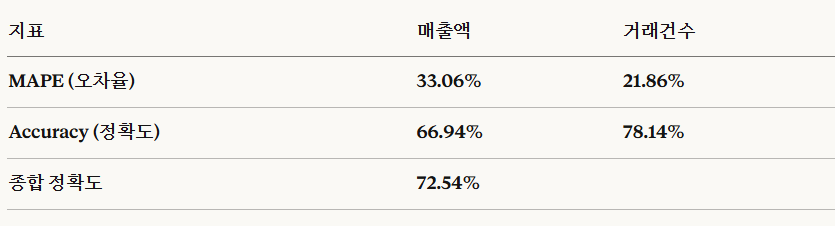 지표 매출액 거래건수
MAPE (오차율) 33.06% 21.86%
Accuracy (정확도) 66.94% 78.14%
종합 정확도 72.54%